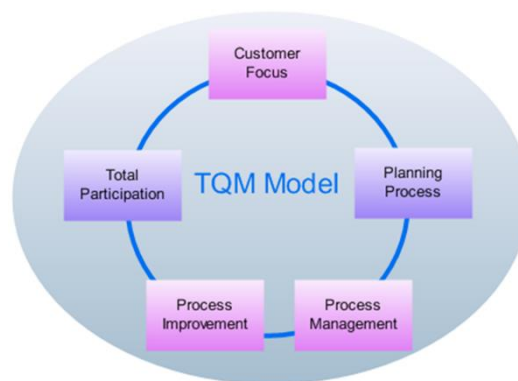 Customer
Focus
Total
Participation
TQM Model
Planning
Process
Process
Improvement
Process
Management